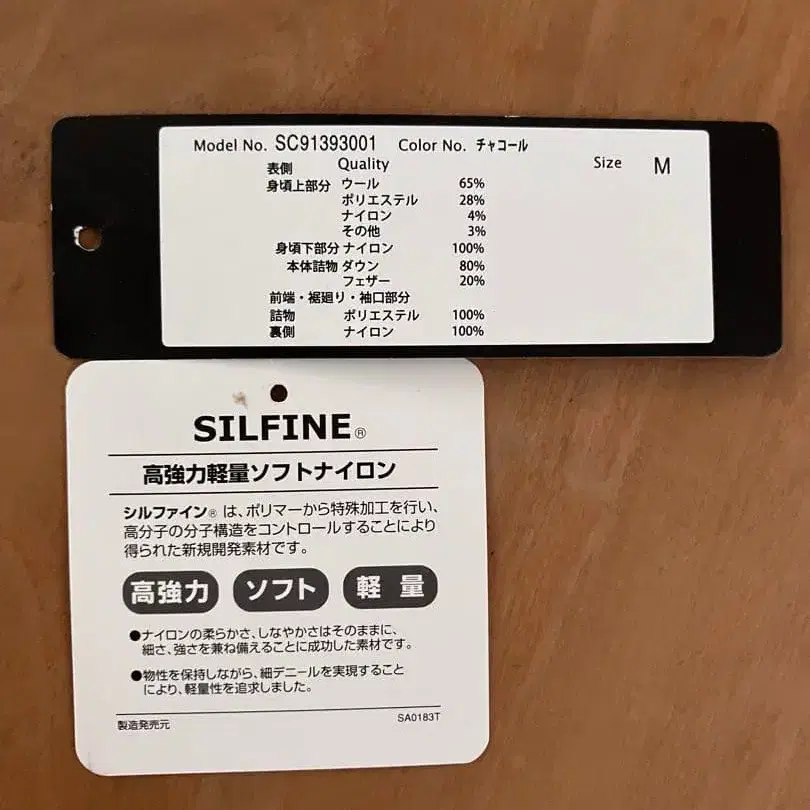 Model No. SC91393001 Color No. チャコール
表側 Quality Size M
身頃上部分 ウール 65%
ポリエステル 28%
ナイロン 4%
その他 3%
身頃下部分 ナイロン 100%
本体詰物 ダウン 80%
フェザー 20%
前端・裾廻り・袖口部分
詰物 ポリエステル 100%
裏側 ナイロン 100%
SILFINE®
高強力軽量ソフトナイロン
シルファイン® は、ポリマーから特殊加工を行い、
高分子の分子構造をコントロールすることにより
得られた新規開発素材です。
高強力 ソフト 軽量
●ナイロンの柔らかさ、しなやかさはそのままに、
細さ、強さを兼ね備えることに成功した素材です。
●物性を保持しながら、細デニールを実現すること
により、軽量性を追求しました。
製造発売元 SA0183T